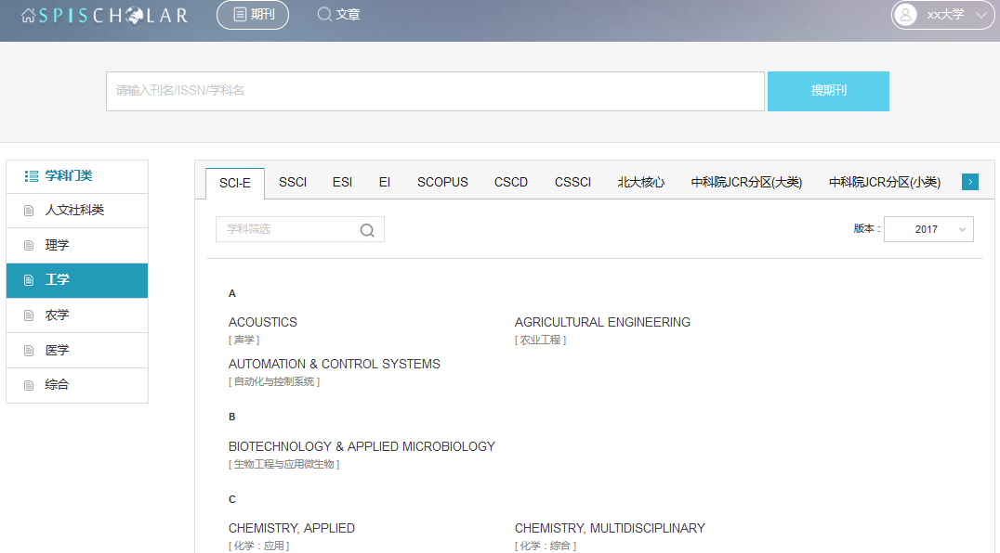 SPISCHOLAR 期刊 文章 xx大学
请输入刊名/ISSN/学科名 搜期刊
学科门类
人文社科类
理学
工学
农学
医学
综合
SCI-E SSCI ESI EI SCOPUS CSCD CSSCI 北大核心 中科院JCR分区(大类) 中科院JCR分区(小类)
学科筛选 版本： 2017
A
ACOUSTICS AGRICULTURAL ENGINEERING
[ 声学 ] [ 农业工程 ]
AUTOMATION & CONTROL SYSTEMS
[ 自动化与控制系统 ]
B
BIOTECHNOLOGY & APPLIED MICROBIOLOGY
[ 生物工程与应用微生物 ]
C
CHEMISTRY, APPLIED CHEMISTRY, MULTIDISCIPLINARY
[ 化学：应用 ] [ 化学：综合 ]